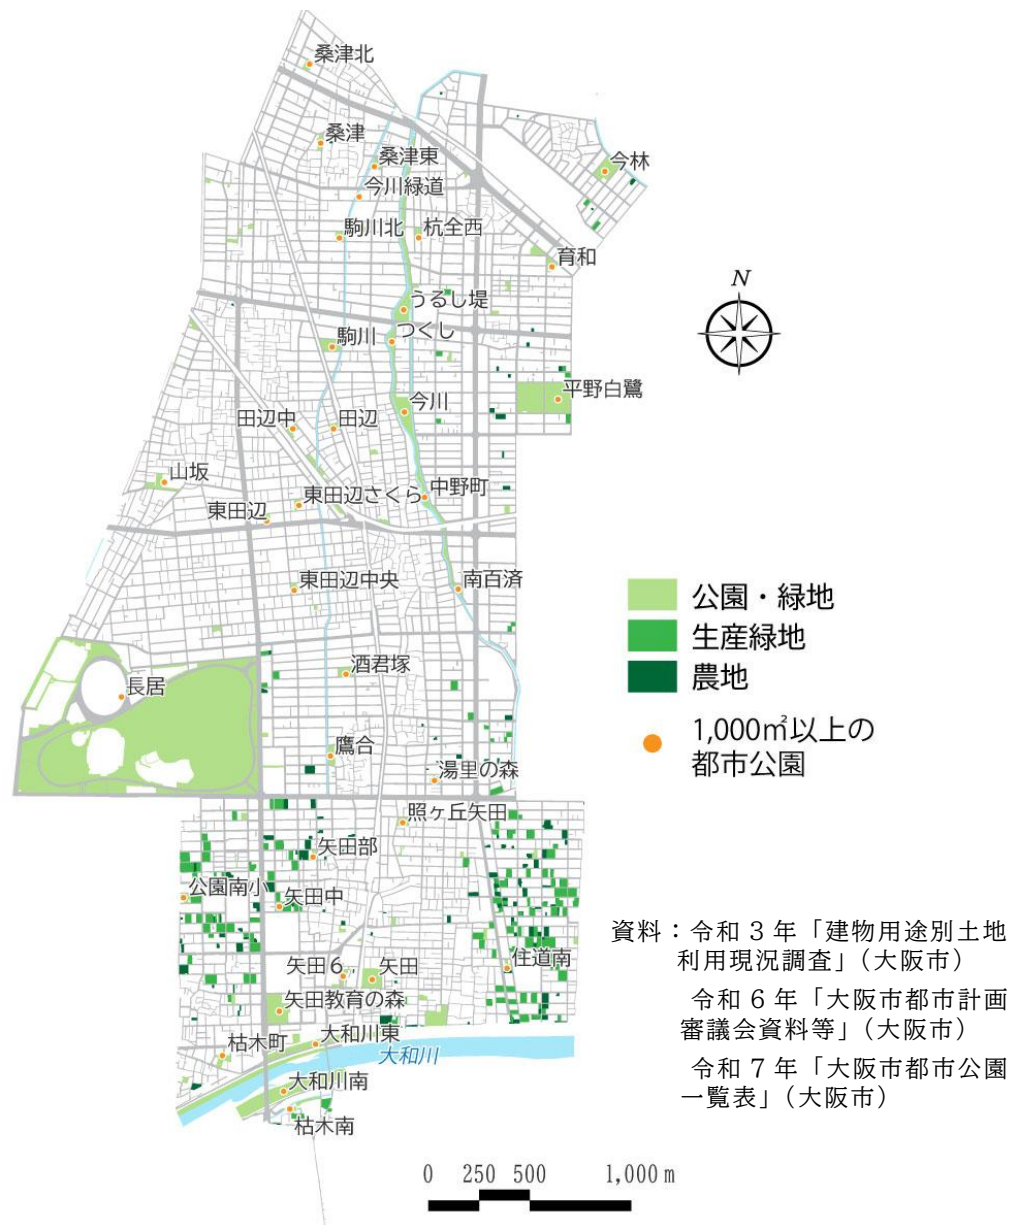 桑津北
桑津
桑津東
今林
今川緑道
駒川北
杭全西
育和
うるし堤
つくし
駒川
N
平野白鷺
今川
田辺中
田辺
山坂
中野町
東田辺さくら
東田辺
東田辺中央
南百済
公園・緑地
生産緑地
農地
1,000㎡以上の
都市公園
酒君塚
長居
鷹合
湯里の森
照ヶ丘矢田
矢田部
公園南小
矢田中
住道南
矢田6
矢田
矢田教育の森
大和川東
枯木町
大和川
大和川南
枯木南
資料：令和3年「建物用途別土地
利用現況調査」（大阪市）
令和6年「大阪市都市計画
審議会資料等」（大阪市）
令和7年「大阪市都市公園
一覧表」（大阪市）
0 250 500 1,000m